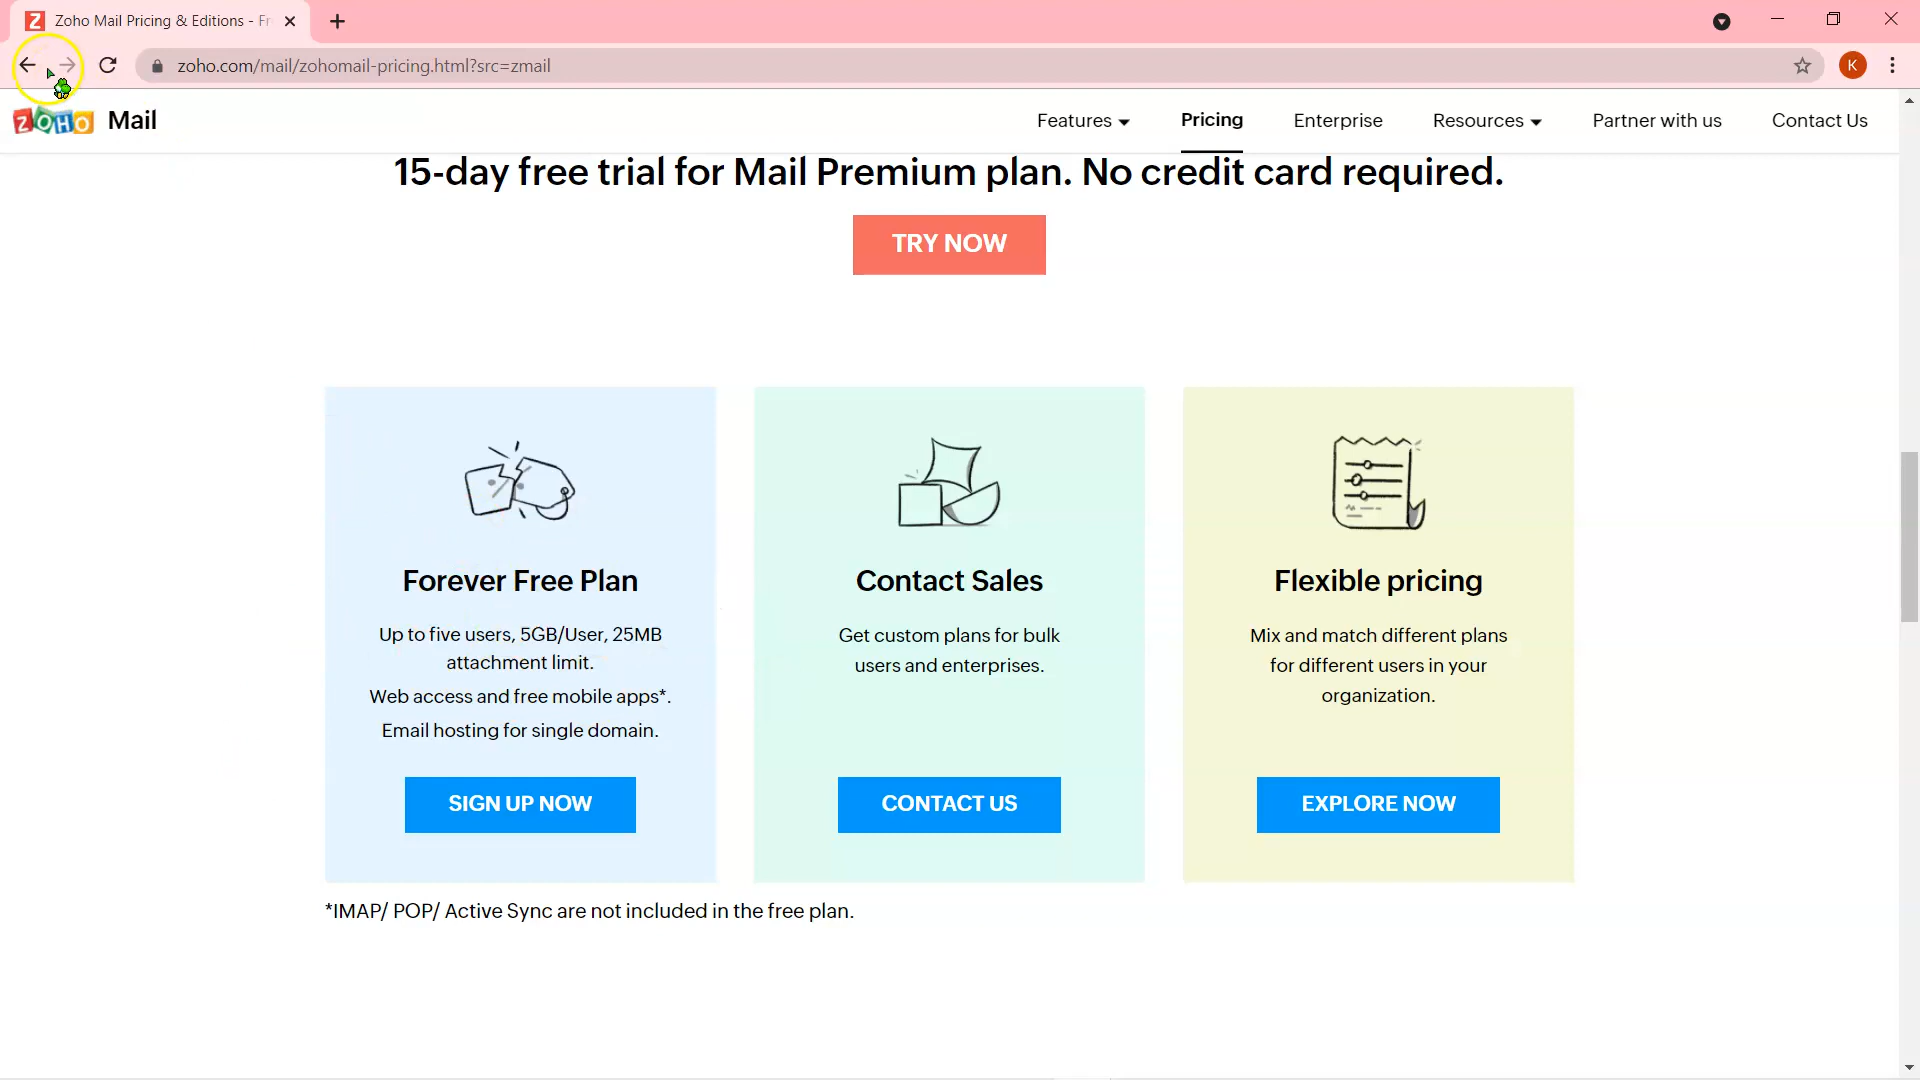 Zoho Mail Pricing & Editions - Fr
zoho.com/mail/zohomail-pricing.html?src=zmail
K
ZOHO Mail
Features
Pricing
Enterprise
Resources
Partner with us
Contact Us
15-day free trial for Mail Premium plan. No credit card required.
TRY NOW
Forever Free Plan
Up to five users, 5GB/User, 25MB
attachment limit.
Web access and free mobile apps*.
Email hosting for single domain.
SIGN UP NOW
Contact Sales
Get custom plans for bulk
users and enterprises.
CONTACT US
Flexible pricing
Mix and match different plans
for different users in your
organization.
EXPLORE NOW
*IMAP/ POP/ Active Sync are not included in the free plan.